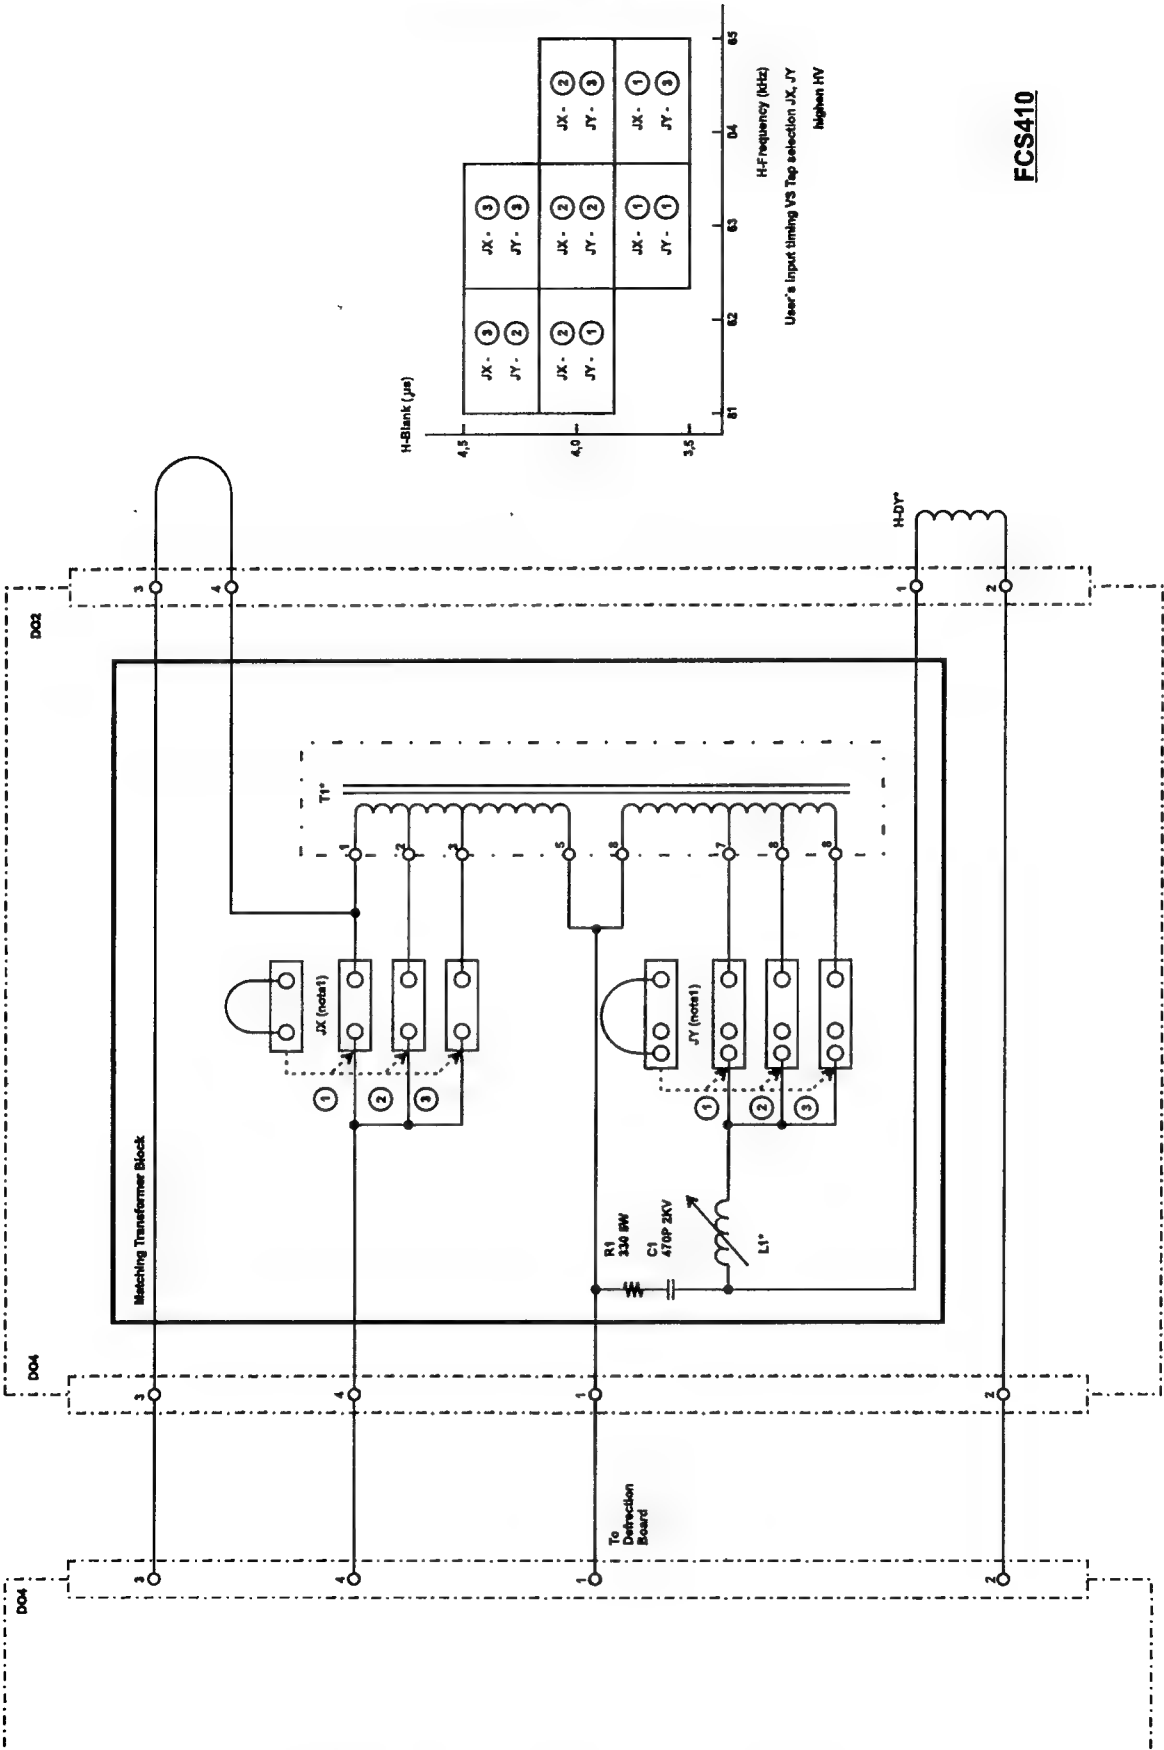 DO4
DO4
DO2
3
3
3
4
4
4
1
1
1
2
2
2
To
Defrection
Board
Matching Transformer Block
JX (note1)
1
2
3
JY (note1)
1
2
3
R1
330 5W
C1
470P 2KV
L1*
T1*
1
2
3
5
6
7
8
H-DY*
H-Blank (µs)
4,5
4,0
3,5
JX - 3
JY - 2
JX - 3
JY - 3
JX - 2
JY - 1
JX - 2
JY - 2
JX - 2
JY - 3
JX - 1
JY - 1
JX - 1
JY - 3
62
63
65
H-Frequency (kHz)
User's input timing VS Tap selection JX, JY
highen HV
FCS410